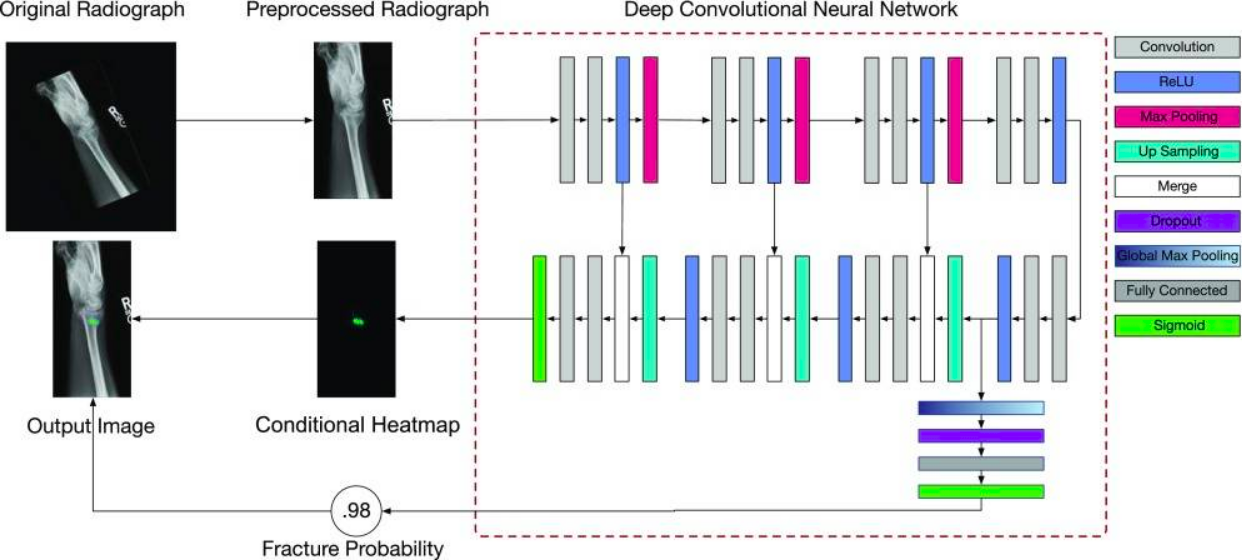 Original Radiograph
Preprocessed Radiograph
Deep Convolutional Neural Network
Convolution
ReLU
Max Pooling
Up Sampling
Merge
Dropout
Global Max Pooling
Fully Connected
Sigmoid
Output Image
Conditional Heatmap
.98
Fracture Probability